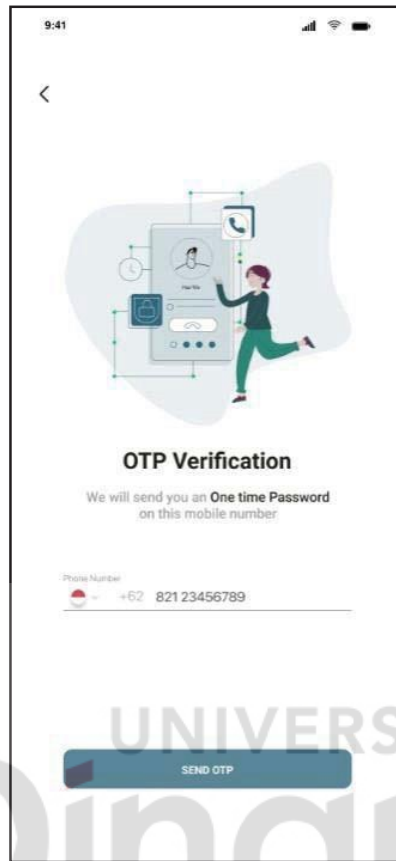 9:41
OTP Verification
We will send you an One time Password
on this mobile number
Phone Number
+62 821 23456789
SEND OTP
UNIVERS